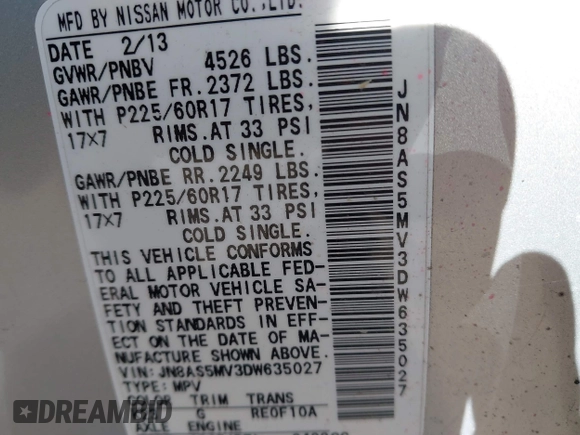 MFD BY NISSAN MOTOR CO.,LTD.
DATE 2/13
GVWR/PNBV 4526 LBS.
GAWR/PNBE FR.2372 LBS.
WITH P225/60R17 TIRES,
17×7 RIMS.AT 33 PSI
COLD SINGLE.
GAWR/PNBE RR.2249 LBS.
WITH P225/60R17 TIRES,
17×7 RIMS.AT 33 PSI
COLD SINGLE.
THIS VEHICLE CONFORMS
TO ALL APPLICABLE FED-
ERAL MOTOR VEHICLE SA-
FETY AND THEFT PREVEN-
TION STANDARDS IN EFF-
ECT ON THE DATE OF MA-
NUFACTURE SHOWN ABOVE.
VIN: JN8AS5MV3DW635027
TYPE: MPV
COLOR TRIM TRANS
G RE0F10A
AXLE ENGINE
JN8AS5MV3DW635027
DREAMBID